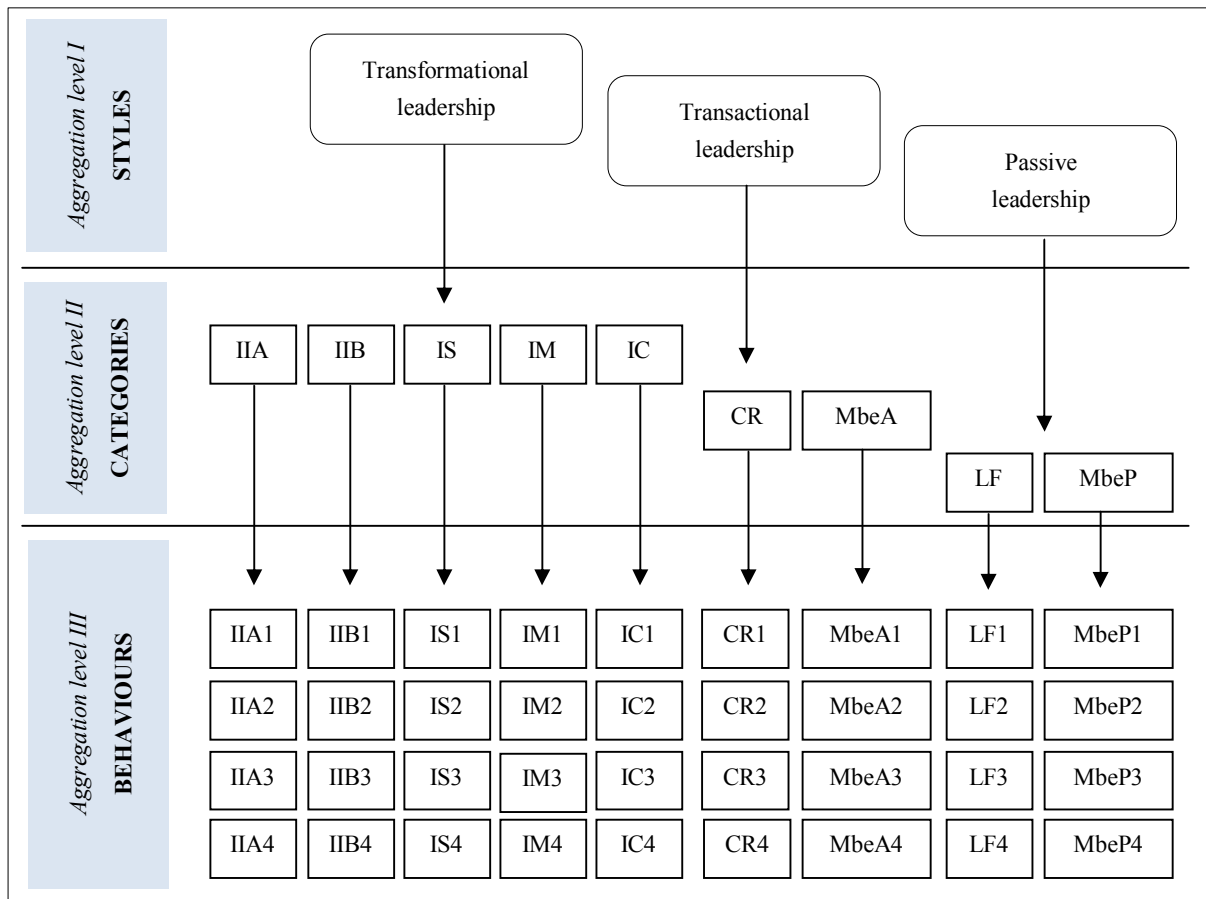 Aggregation level I
STYLES
Transformational
leadership
Transactional
leadership
Passive
leadership
Aggregation level II
CATEGORIES
IIA IIB IS IM IC
CR MbeA
LF MbeP
Aggregation level III
BEHAVIOURS
IIA1 IIB1 IS1 IM1 IC1 CR1 MbeA1 LF1 MbeP1
IIA2 IIB2 IS2 IM2 IC2 CR2 MbeA2 LF2 MbeP2
IIA3 IIB3 IS3 IM3 IC3 CR3 MbeA3 LF3 MbeP3
IIA4 IIB4 IS4 IM4 IC4 CR4 MbeA4 LF4 MbeP4